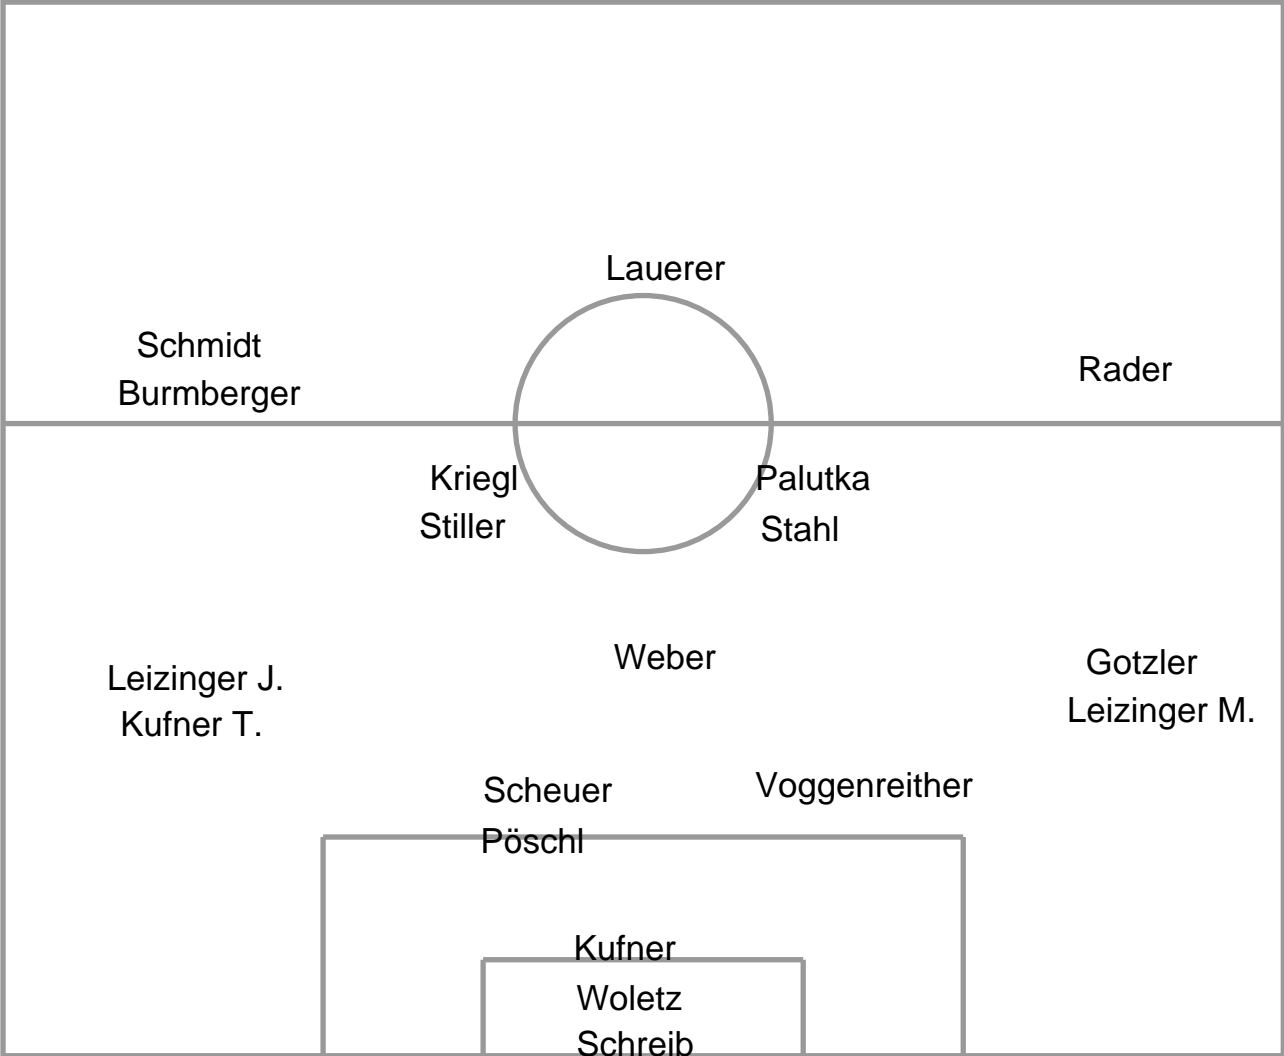 Lauerer
Schmidt
Burmberger
Rader
Kriegl
Stiller
Palutka
Stahl
Weber
Leizinger J.
Kufner T.
Gotzler
Leizinger M.
Scheuer
Pöschl
Voggenreither
Kufner
Woletz
Schreib